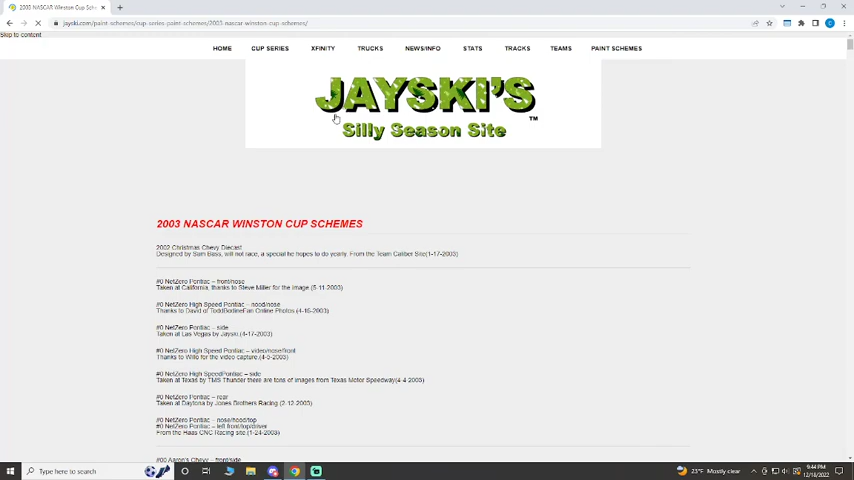 2003 NASCAR Winston Cup Sch
jayski.com/paint-schemes/cup-series-paint-schemes/2003-nascar-winston-cup-schemes/
Skip to content
HOME CUP SERIES XFINITY TRUCKS NEWS/INFO STATS TRACKS TEAMS PAINT SCHEMES
JAYSKI'S
Silly Season Site
TM
2003 NASCAR WINSTON CUP SCHEMES
2002 Christmas Chevy Diecast
Designed by Sam Bass, will not race, a special he hopes to do yearly. From the Team Caliber Site(1-17-2003)
#0 NetZero Pontiac – front/nose
Taken at California, thanks to Steve Miller for the image.(5-11-2003)
#0 NetZero High Speed Pontiac – hood/nose
Thanks to David of ToddBodineFan Online Photos.(4-18-2003)
#0 NetZero Pontiac – side
Taken at Las Vegas by Jayski.(4-17-2003)
#0 NetZero High Speed Pontiac – video/nose/front
Thanks to Willo for the video capture.(4-5-2003)
#0 NetZero High SpeedPontiac – side
Taken at Texas by TMS Thunder there are tons of images from Texas Motor Speedway(4-4-2003)
#0 NetZero Pontiac – rear
Taken at Daytona by Jones Brothers Racing (2-12-2003)
#0 NetZero Pontiac – nose/hood/top
#0 NetZero Pontiac – left front/top/driver
From the Haas CNC Racing site.(1-24-2003)
#00 Aaron's Chevy – front/side
Type here to search
23°F Mostly clear
9:44 PM
12/18/2022